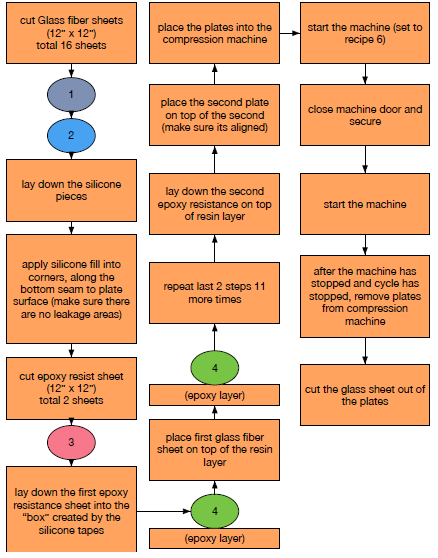 cut Glass fiber sheets
(12" x 12")
total 16 sheets
1
2
lay down the silicone
pieces
apply silicone fill into
corners, along the
bottom seam to plate
surface (make sure there
are no leakage areas)
cut epoxy resist sheet
(12" x 12")
total 2 sheets
3
lay down the first epoxy
resistance sheet into the
"box" created by the
silicone tapes
4
(epoxy layer)
place first glass fiber
sheet on top of the resin
layer
4
(epoxy layer)
repeat last 2 steps 11
more times
lay down the second
epoxy resistance on top
of resin layer
place the second plate
on top of the second
(make sure its aligned)
place the plates into the
compression machine
start the machine (set to
recipe 6)
close machine door and
secure
start the machine
after the machine has
stopped and cycle has
stopped, remove plates
from compression
machine
cut the glass sheet out of
the plates